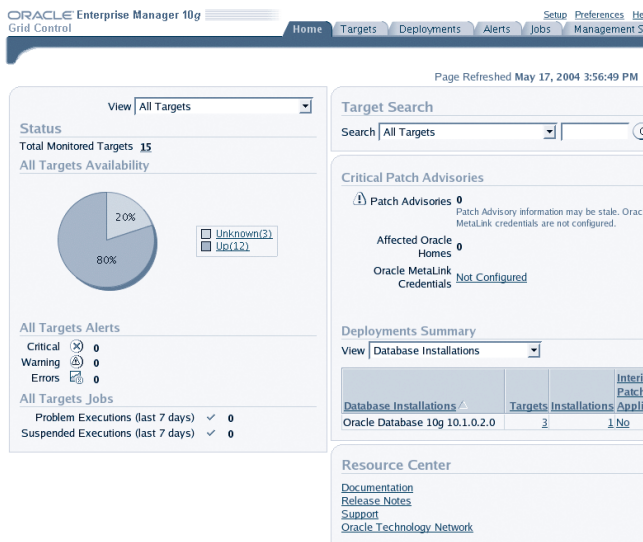 ORACLE Enterprise Manager 10g
Grid Control
Setup Preferences
Home Targets Deployments Alerts Jobs Management
Page Refreshed May 17, 2004 3:56:49 PM
View All Targets
Status
Total Monitored Targets 15
All Targets Availability
20%
80%
Unknown(3)
Up(12)
All Targets Alerts
Critical 0
Warning 0
Errors 0
All Targets Jobs
Problem Executions (last 7 days) 0
Suspended Executions (last 7 days) 0
Target Search
Search All Targets
Critical Patch Advisories
Patch Advisories 0
Patch Advisory information may be stale. Orac
MetaLink credentials are not configured.
Affected Oracle
Homes 0
Oracle MetaLink
Credentials Not Configured
Deployments Summary
View Database Installations
Interi
Patch
Database Installations Targets Installations Appli
Oracle Database 10g 10.1.0.2.0 3 1 No
Resource Center
Documentation
Release Notes
Support
Oracle Technology Network